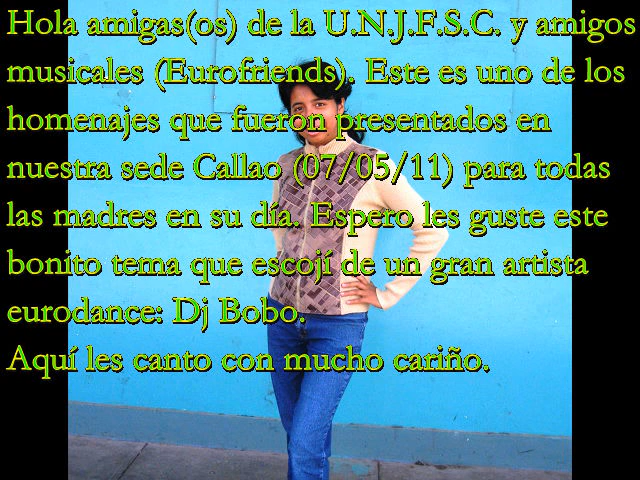 Hola amigas(os) de la U.N.J.F.S.C. y amigos
musicales (Eurofriends). Este es uno de los
homenajes que fueron presentados en
nuestra sede Callao (07/05/11) para todas
las madres en su día. Espero les guste este
bonito tema que escojí de un gran artista
eurodance: Dj Bobo.
Aquí les canto con mucho cariño.